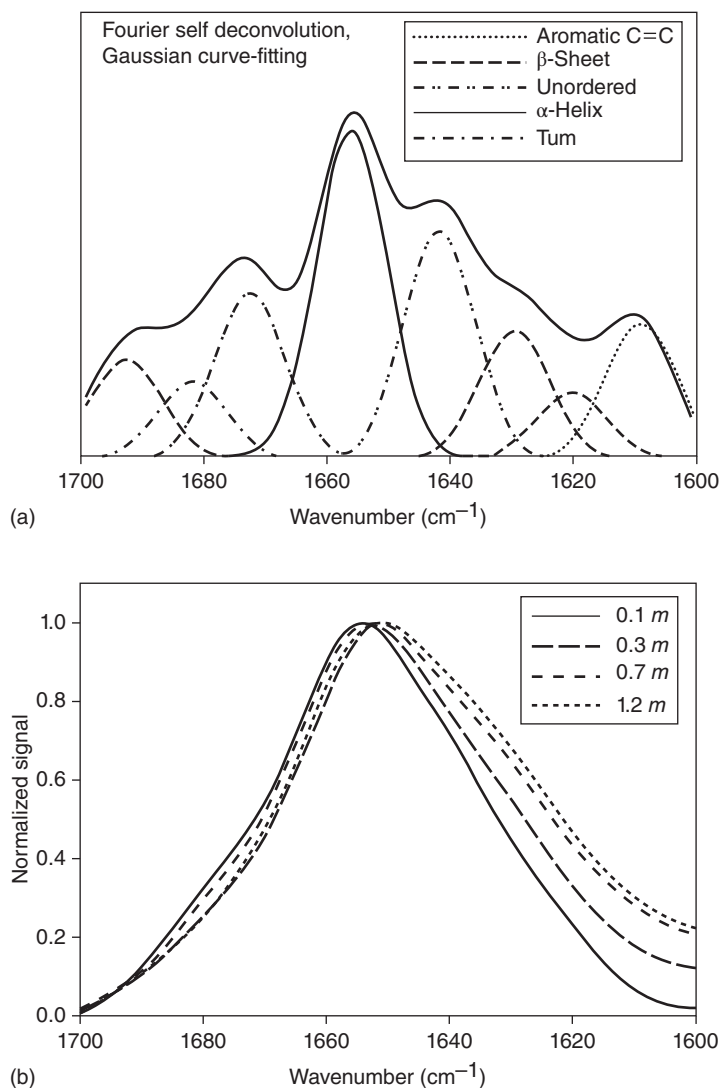 Fourier self deconvolution,
Gaussian curve-fitting
Aromatic C=C
β-Sheet
Unordered
α-Helix
Tum
1700 1680 1660 1640 1620 1600
(a)
Wavenumber (cm⁻¹)
0.1 m
0.3 m
0.7 m
1.2 m
1.0
0.8
0.6
0.4
0.2
0.0
Normalized signal
1700 1680 1660 1640 1620 1600
(b)
Wavenumber (cm⁻¹)